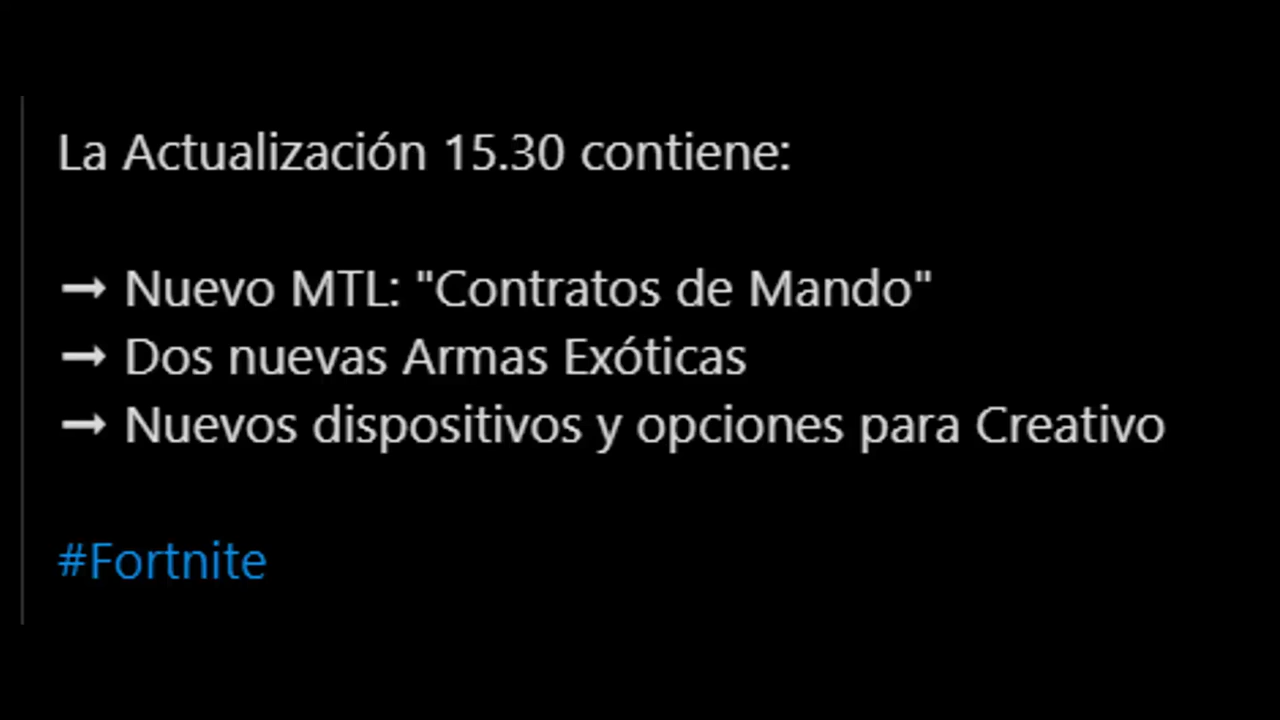 La Actualización 15.30 contiene:
➞ Nuevo MTL: "Contratos de Mando"
➞ Dos nuevas Armas Exóticas
➞ Nuevos dispositivos y opciones para Creativo
#Fortnite